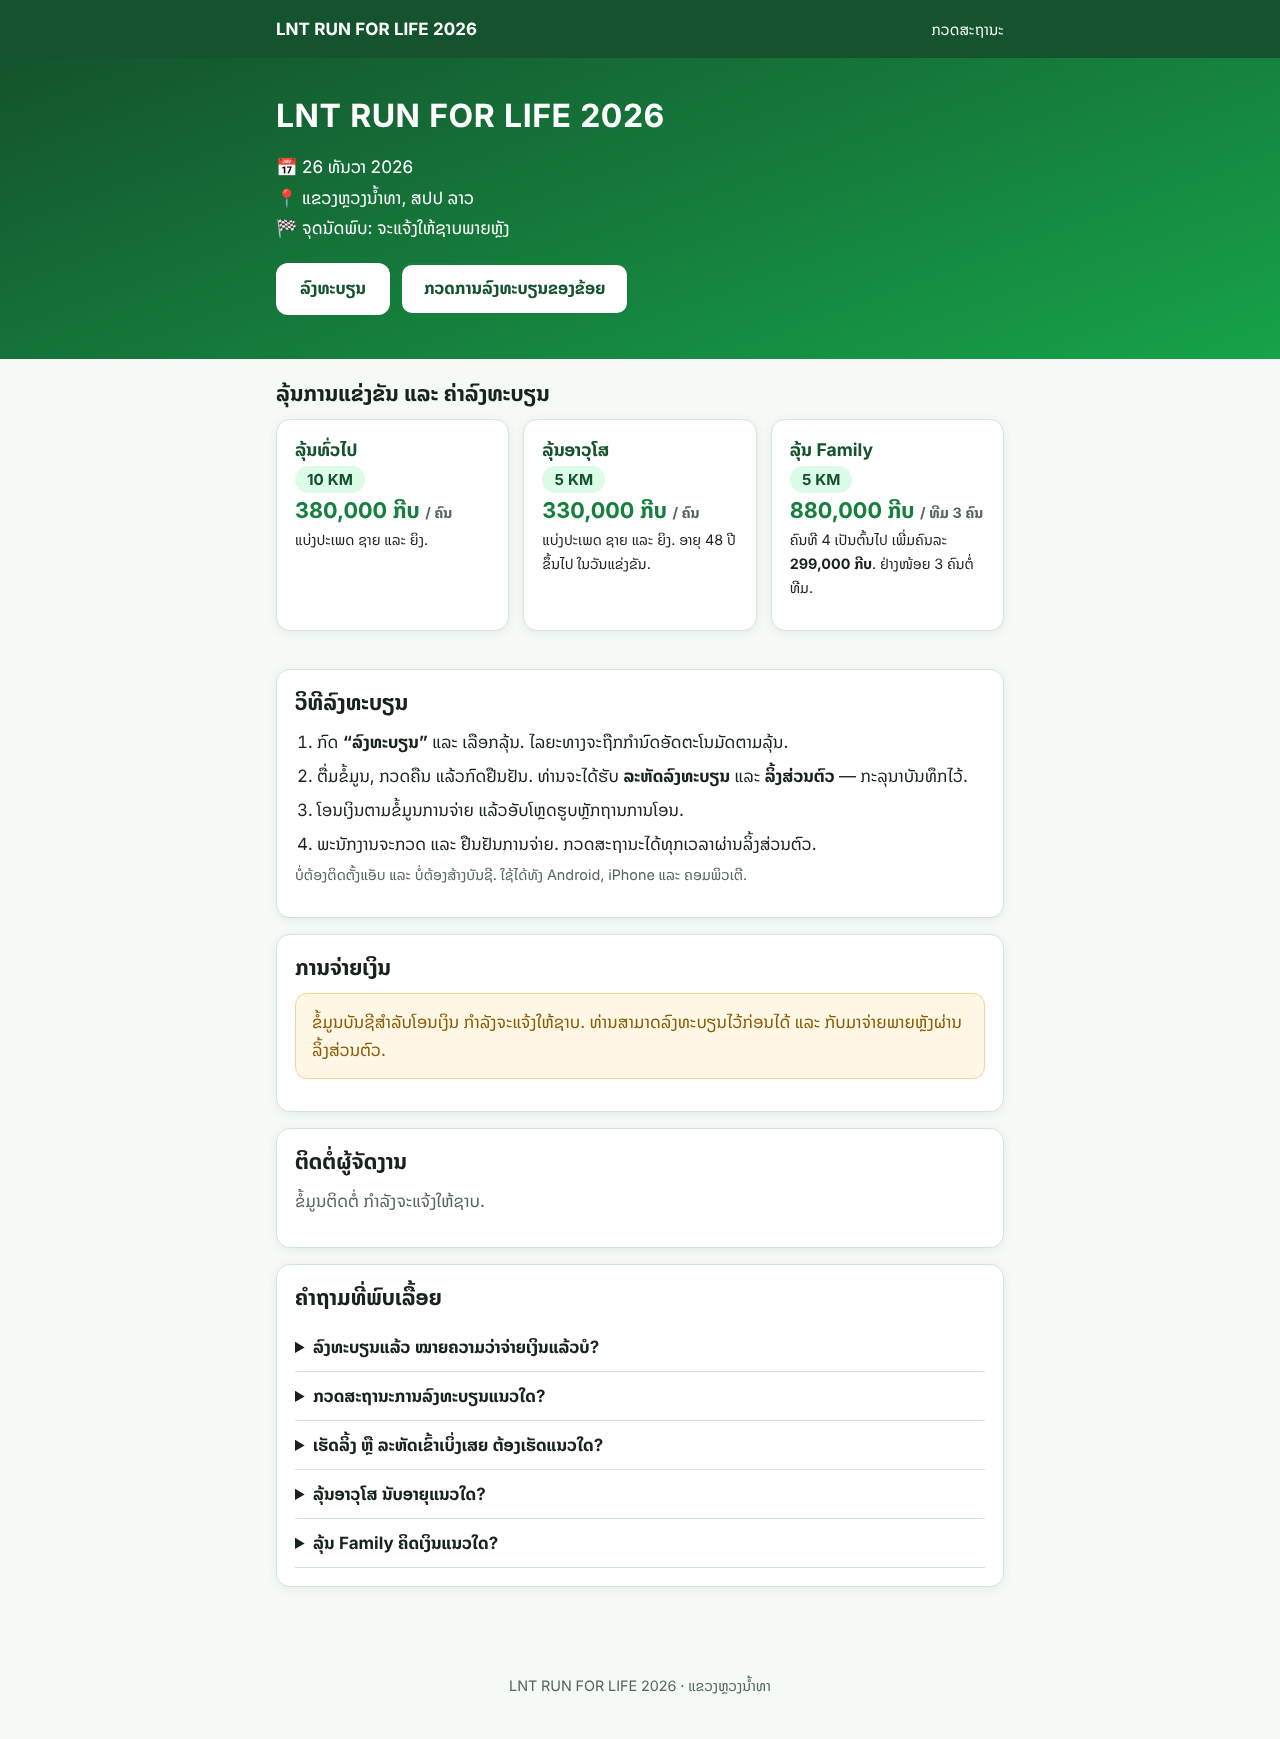 LNT RUN FOR LIFE 2026
ກວດສະຖານະ
LNT RUN FOR LIFE 2026
📅 26 ທັນວາ 2026
📍 ແຂວງຫຼວງນ້ຳທາ, ສປປ ລາວ
🏁 ຈຸດນັດພົບ: ຈະແຈ້ງໃຫ້ຊາບພາຍຫຼັງ
ລົງທະບຽນ
ກວດການລົງທະບຽນຂອງຂ້ອຍ
ລຸ້ນການແຂ່ງຂັນ ແລະ ຄ່າລົງທະບຽນ
ລຸ້ນທົ່ວໄປ
10 KM
380,000 ກີບ / ຄົນ
ແບ່ງປະເພດ ຊາຍ ແລະ ຍິງ.
ລຸ້ນອາວຸໂສ
5 KM
330,000 ກີບ / ຄົນ
ແບ່ງປະເພດ ຊາຍ ແລະ ຍິງ. ອາຍຸ 48 ປີ
ຂຶ້ນໄປ ໃນວັນແຂ່ງຂັນ.
ລຸ້ນ Family
5 KM
880,000 ກີບ / ທີມ 3 ຄົນ
ຄົນທີ 4 ເປັນຕົ້ນໄປ ເພີ່ມຄົນລະ
299,000 ກີບ. ຢ່າງໜ້ອຍ 3 ຄົນຕໍ່
ທີມ.
ວິທີລົງທະບຽນ
1. ກົດ “ລົງທະບຽນ” ແລະ ເລືອກລຸ້ນ. ໄລຍະທາງຈະຖືກກຳນົດອັດຕະໂນມັດຕາມລຸ້ນ.
2. ຕື່ມຂໍ້ມູນ, ກວດຄືນ ແລ້ວກົດຢືນຢັນ. ທ່ານຈະໄດ້ຮັບ ລະຫັດລົງທະບຽນ ແລະ ລິ້ງສ່ວນຕົວ — ກະລຸນາບັນທຶກໄວ້.
3. ໂອນເງິນຕາມຂໍ້ມູນການຈ່າຍ ແລ້ວອັບໂຫຼດຮູບຫຼັກຖານການໂອນ.
4. ພະນັກງານຈະກວດ ແລະ ຢືນຢັນການຈ່າຍ. ກວດສະຖານະໄດ້ທຸກເວລາຜ່ານລິ້ງສ່ວນຕົວ.
ບໍ່ຕ້ອງຕິດຕັ້ງແອັບ ແລະ ບໍ່ຕ້ອງສ້າງບັນຊີ. ໃຊ້ໄດ້ທັງ Android, iPhone ແລະ ຄອມພິວເຕີ.
ການຈ່າຍເງິນ
ຂໍ້ມູນບັນຊີສຳລັບໂອນເງິນ ກຳລັງຈະແຈ້ງໃຫ້ຊາບ. ທ່ານສາມາດລົງທະບຽນໄວ້ກ່ອນໄດ້ ແລະ ກັບມາຈ່າຍພາຍຫຼັງຜ່ານ
ລິ້ງສ່ວນຕົວ.
ຕິດຕໍ່ຜູ້ຈັດງານ
ຂໍ້ມູນຕິດຕໍ່ ກຳລັງຈະແຈ້ງໃຫ້ຊາບ.
ຄຳຖາມທີ່ພົບເລື້ອຍ
ລົງທະບຽນແລ້ວ ໝາຍຄວາມວ່າຈ່າຍເງິນແລ້ວບໍ?
ກວດສະຖານະການລົງທະບຽນແນວໃດ?
ເຮັດລິ້ງ ຫຼື ລະຫັດເຂົ້າເບິ່ງເສຍ ຕ້ອງເຮັດແນວໃດ?
ລຸ້ນອາວຸໂສ ນັບອາຍຸແນວໃດ?
ລຸ້ນ Family ຄິດເງິນແນວໃດ?
LNT RUN FOR LIFE 2026 · ແຂວງຫຼວງນ້ຳທາ